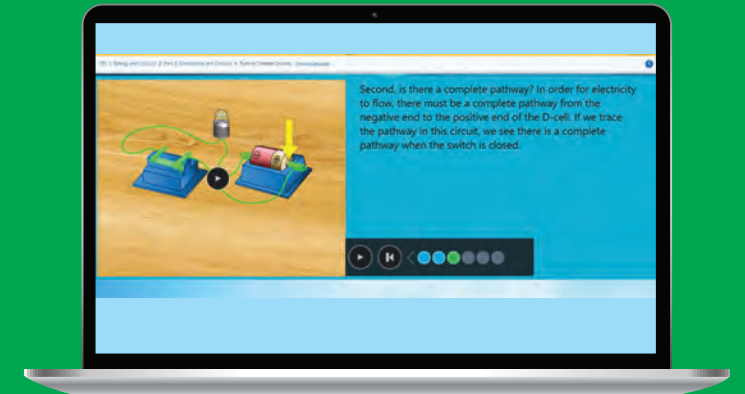 Second, is there a complete pathway? In order for electricity
to flow, there must be a complete pathway from the
negative end to the positive end of the D-cell. If we trace
the pathway in this circuit, we see there is a complete
pathway when the switch is closed.